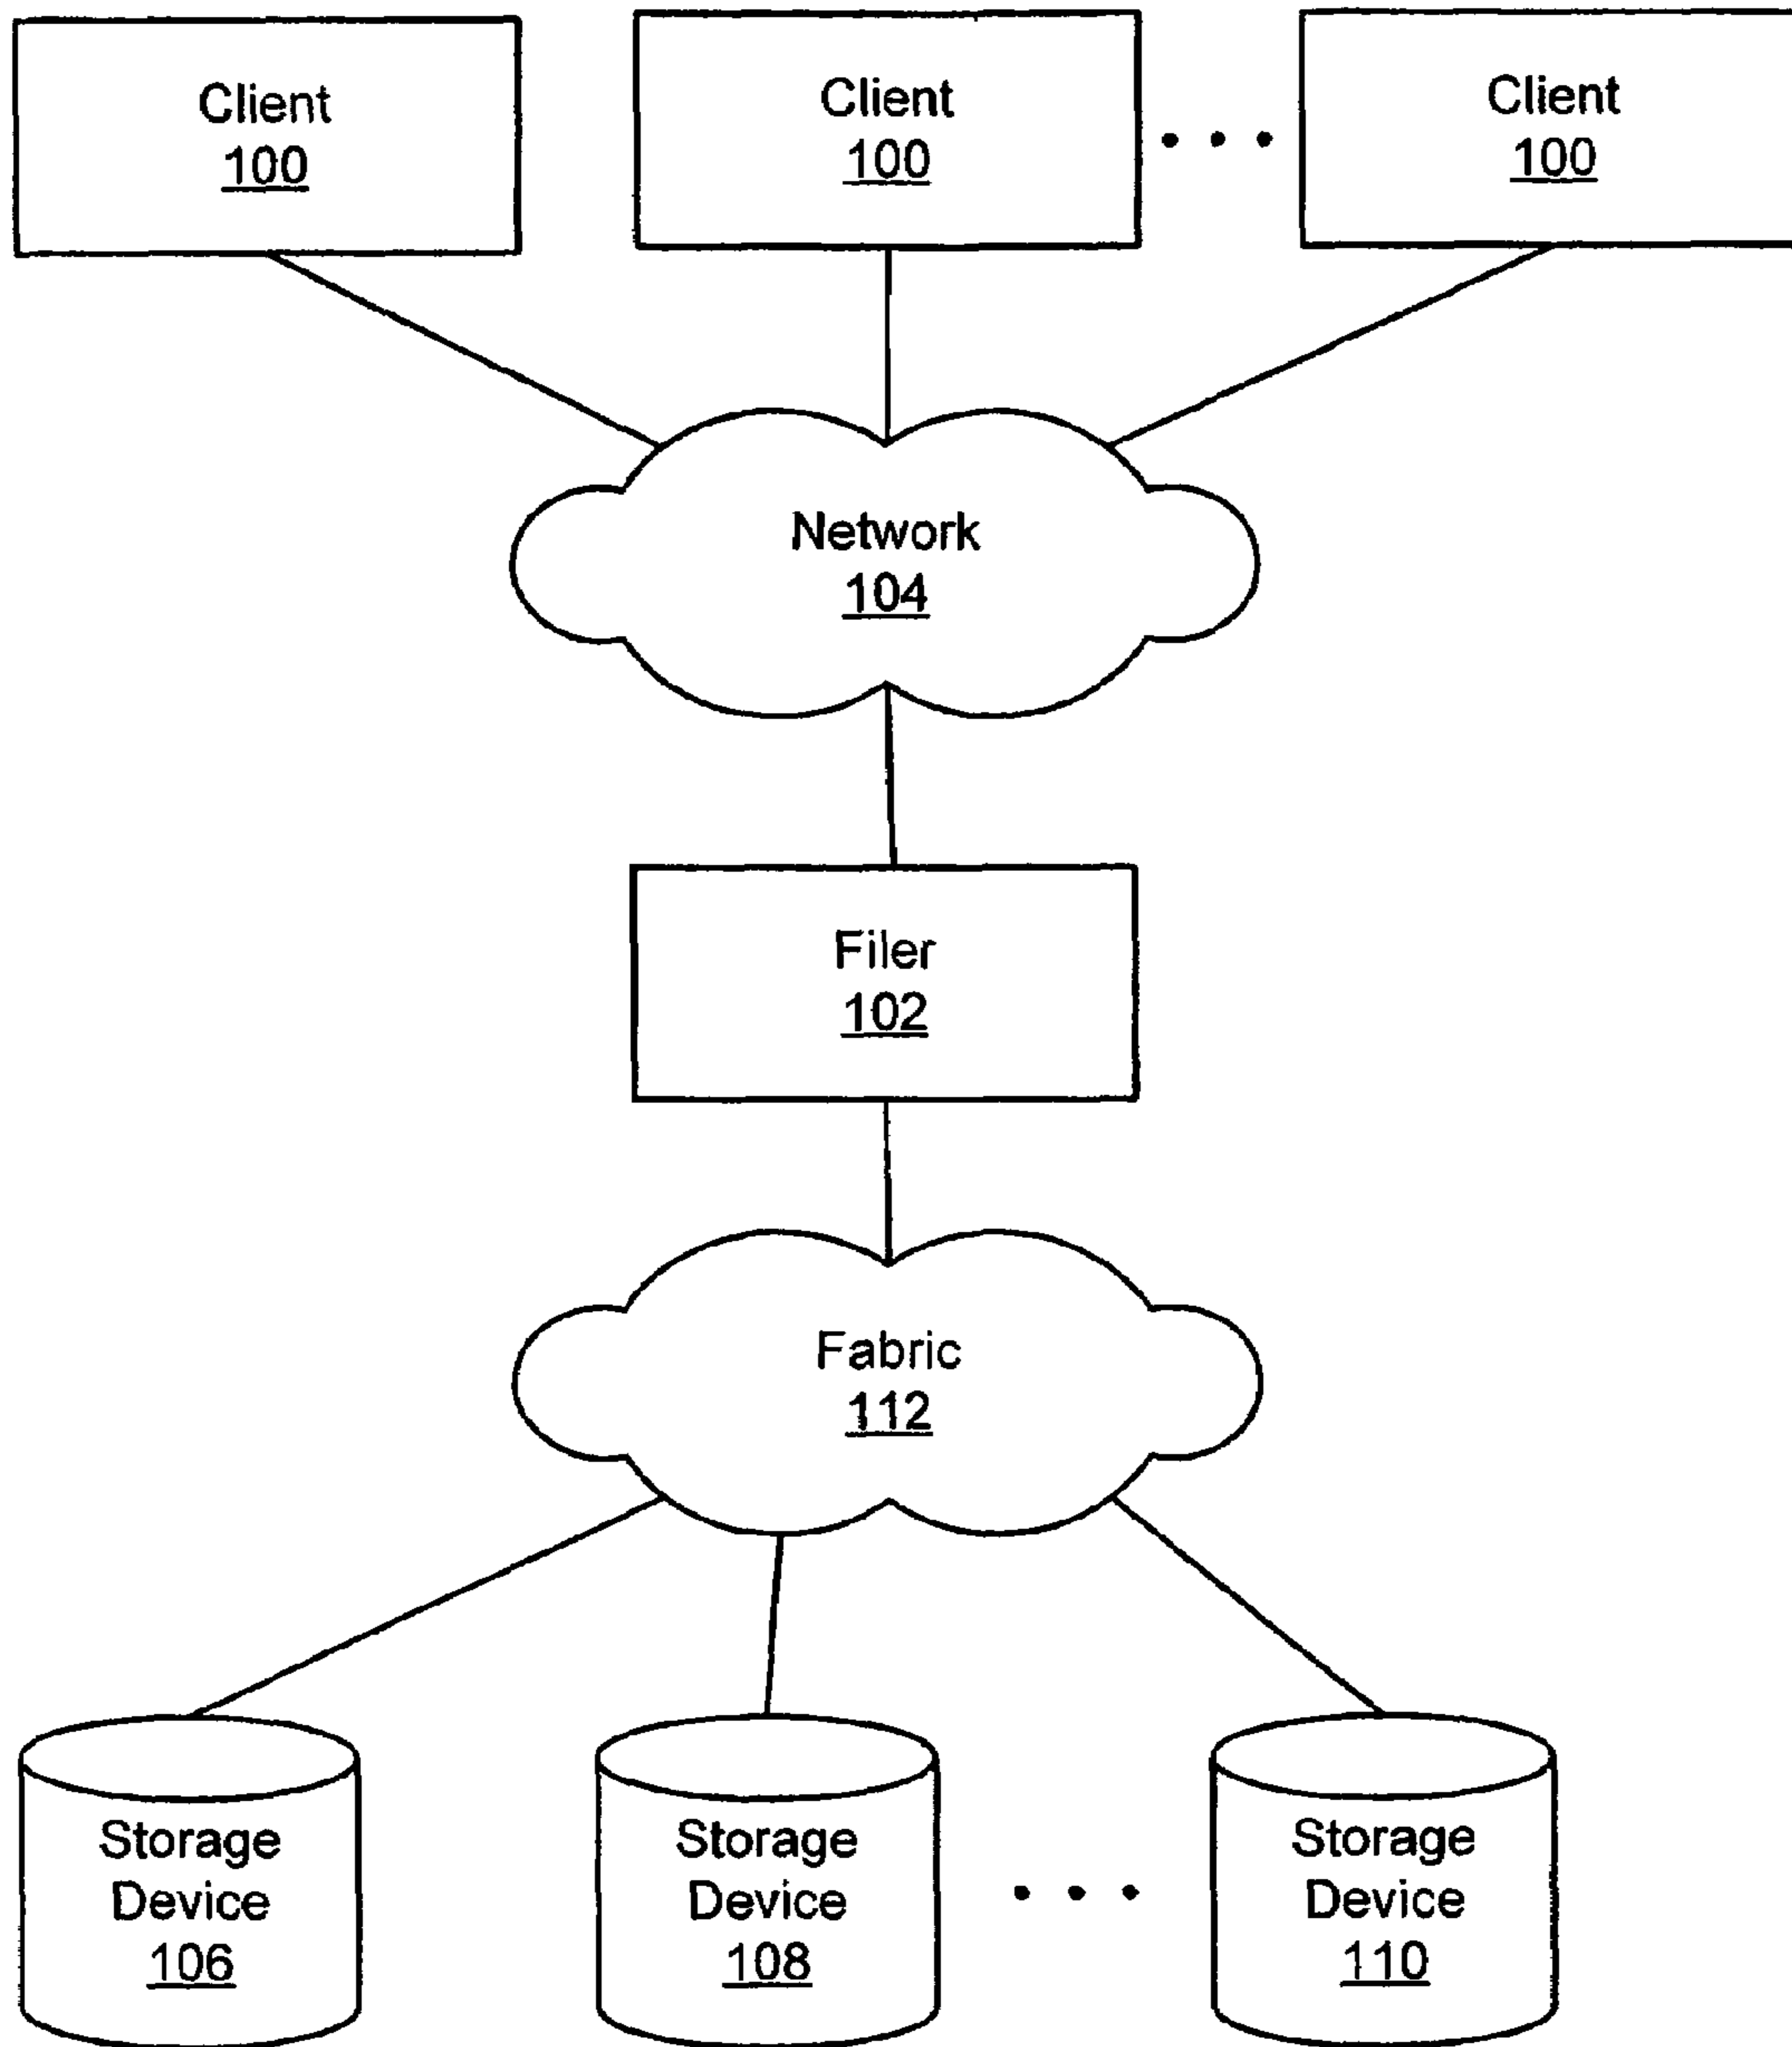 Client
100
Client
100
Client
100
Network
104
Filer
102
Fabric
112
Storage
Device
106
Storage
Device
108
Storage
Device
110